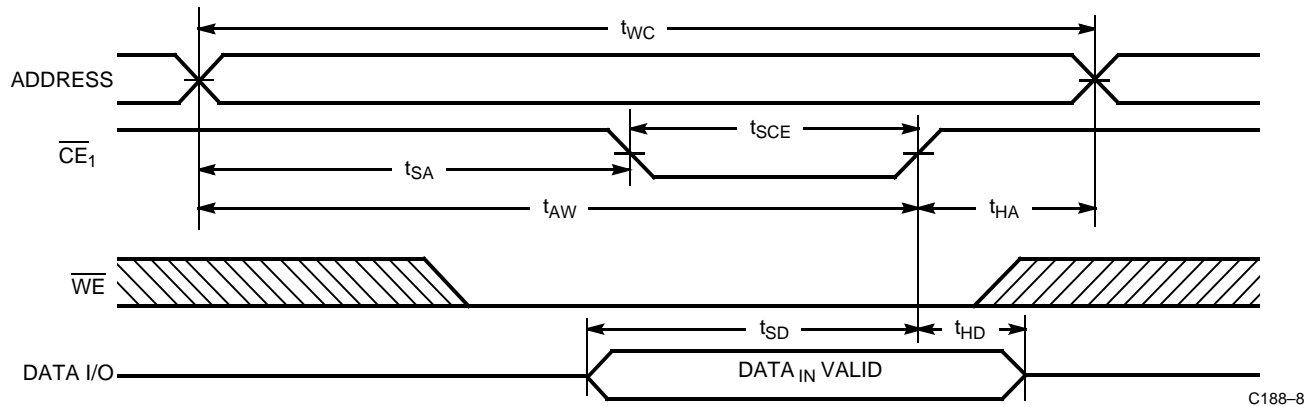 tWC
ADDRESS
CE1
tSCE
tSA
tAW
tHA
WE
tSD
tHD
DATA I/O
DATA IN VALID
C188–8